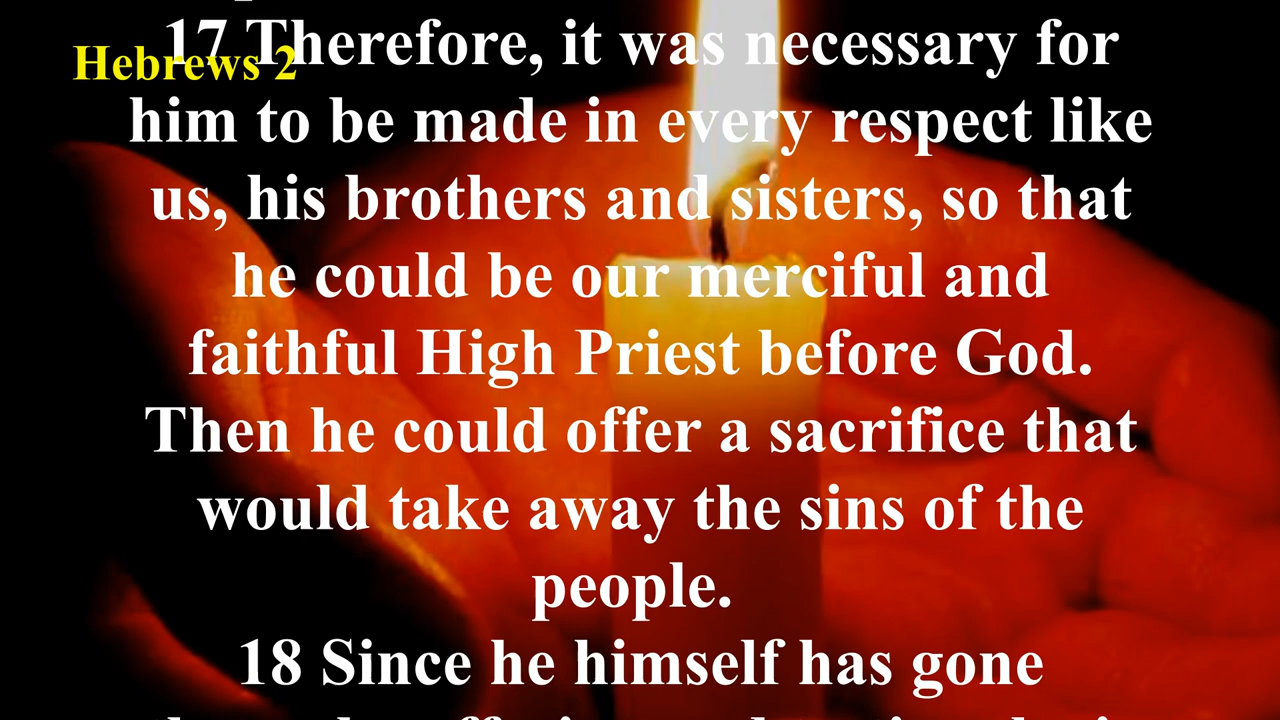 Hebrews 2
17 Therefore, it was necessary for
him to be made in every respect like
us, his brothers and sisters, so that
he could be our merciful and
faithful High Priest before God.
Then he could offer a sacrifice that
would take away the sins of the
people.
18 Since he himself has gone